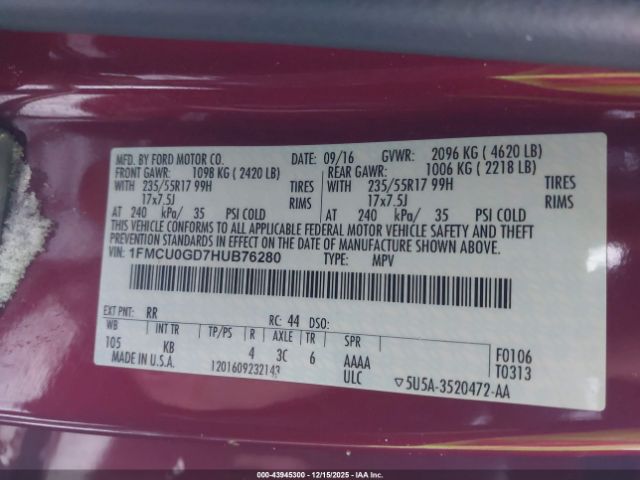 MFD. BY FORD MOTOR CO. DATE: 09/16 GVWR: 2096 KG ( 4620 LB)
FRONT GAWR: 1098 KG ( 2420 LB) REAR GAWR: 1006 KG ( 2218 LB)
WITH 235/55R17 99H TIRES WITH 235/55R17 99H TIRES
17x7.5J RIMS 17x7.5J RIMS
AT 240 kPa/ 35 PSI COLD AT 240 kPa/ 35 PSI COLD
THIS VEHICLE CONFORMS TO ALL APPLICABLE FEDERAL MOTOR VEHICLE SAFETY AND THEFT
PREVENTION STANDARDS IN EFFECT ON THE DATE OF MANUFACTURE SHOWN ABOVE.
VIN: 1FMCU0GD7HUB76280 TYPE: MPV
EXT PNT: RR RC: 44 DSO:
WB INT TR TP/PS R AXLE TR SPR
105 KB 4 3C 6 AAAA F0106
MADE IN U.S.A. 1201609232143 ULC T0313
▽5U5A-3520472-AA
000-43945300 - 12/15/2025 - IAA Inc.